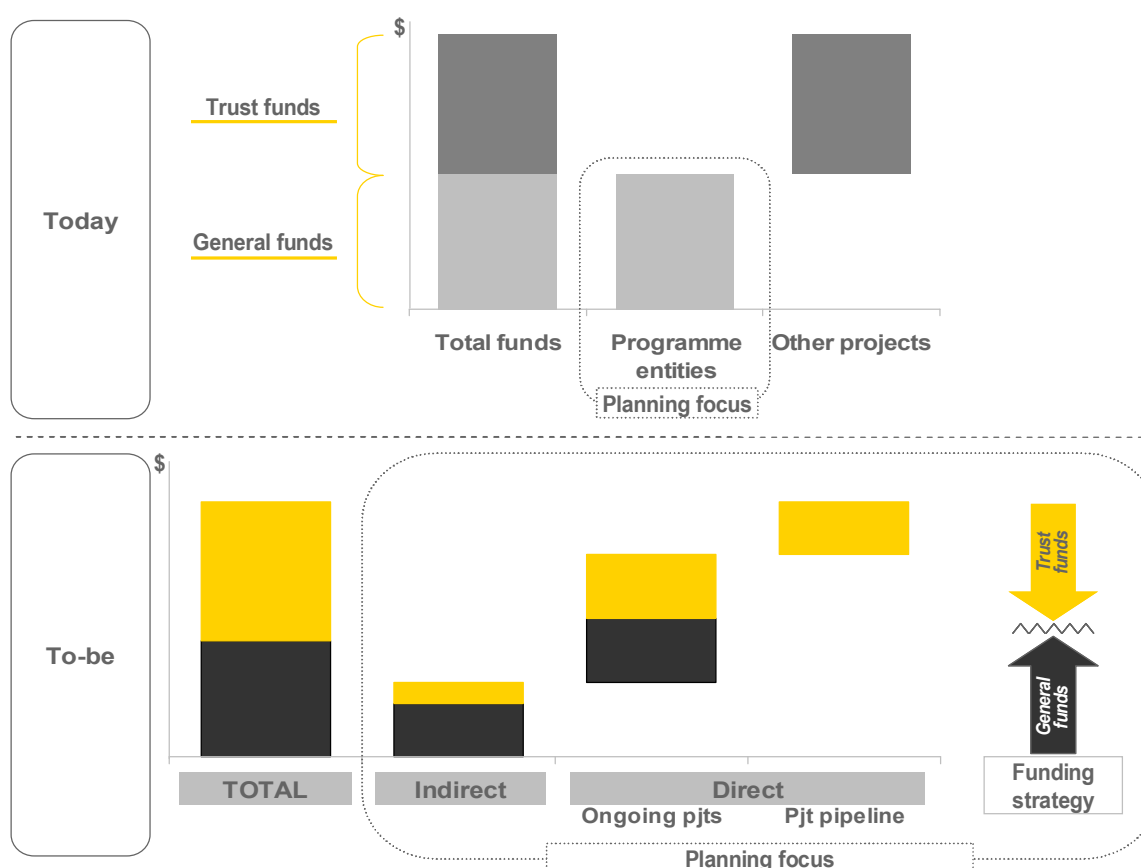 $
Trust funds
Today
General funds
Total funds
Programme
entities
Other projects
Planning focus
$
Trust
funds
To-be
General
funds
TOTAL
Indirect
Direct
Funding
strategy
Ongoing pjts
Pjt pipeline
Planning focus